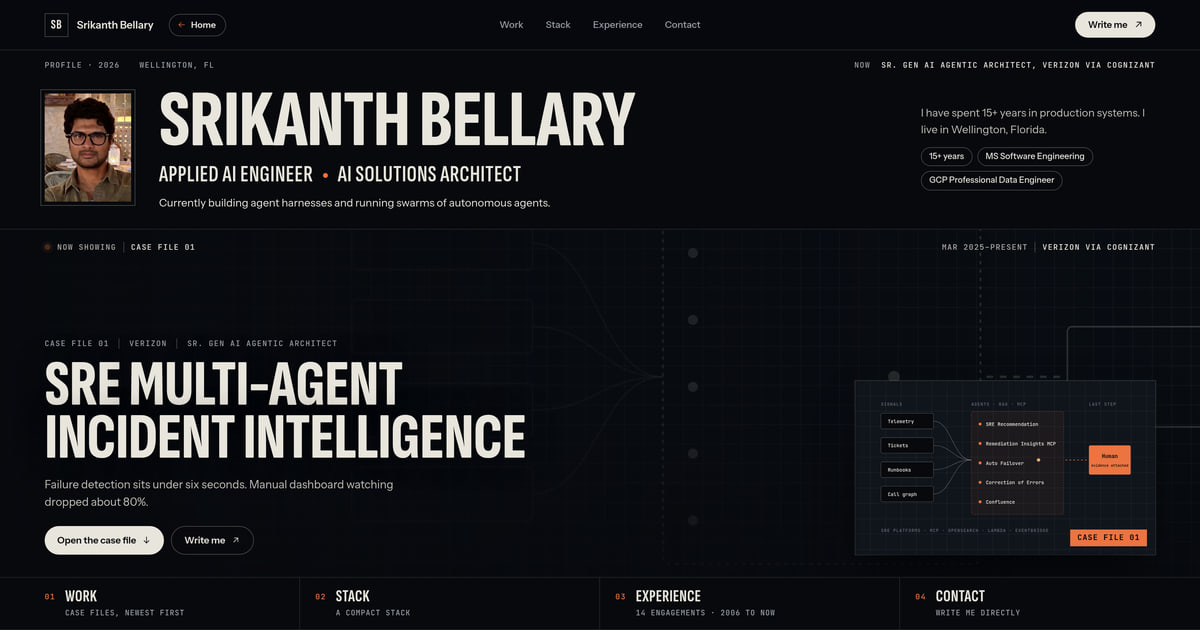 SB Srikanth Bellary ← Home Work Stack Experience Contact Write me ↗
PROFILE · 2026 WELLINGTON, FL NOW SR. GEN AI AGENTIC ARCHITECT, VERIZON VIA COGNIZANT
SRIKANTH BELLARY
APPLIED AI ENGINEER • AI SOLUTIONS ARCHITECT
Currently building agent harnesses and running swarms of autonomous agents.
I have spent 15+ years in production systems. I
live in Wellington, Florida.
15+ years MS Software Engineering
GCP Professional Data Engineer
NOW SHOWING CASE FILE 01 MAR 2025–PRESENT VERIZON VIA COGNIZANT
CASE FILE 01 VERIZON SR. GEN AI AGENTIC ARCHITECT
SRE MULTI-AGENT
INCIDENT INTELLIGENCE
Failure detection sits under six seconds. Manual dashboard watching
dropped about 80%.
Open the case file ↓ Write me ↗
SIGNALS AGENTS · RAG · MCP LAST STEP
Telemetry
Tickets
Runbooks
Call graph
SRE Recommendation
Remediation Insights MCP
Auto Failover
Correction of Errors
Confluence
Human
evidence attached
SRE PLATFORMS · MCP · OPENSEARCH · LAMBDA · EVENTBRIDGE
CASE FILE 01
01 WORK
CASE FILES, NEWEST FIRST
02 STACK
A COMPACT STACK
03 EXPERIENCE
14 ENGAGEMENTS · 2006 TO NOW
04 CONTACT
WRITE ME DIRECTLY